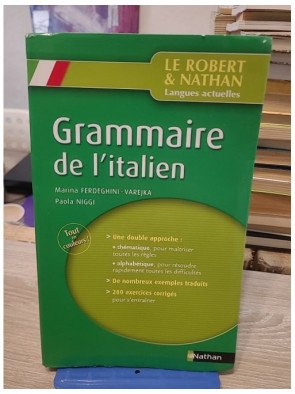 LE ROBERT
& NATHAN
Langues actuelles
Grammaire
de l'italien
Marina FERDEGHINI-VAREJKA
Paola NIGGI
Tout
en
couleurs !
> Une double approche :
• thématique, pour maîtriser
toutes les règles
• alphabétique, pour résoudre
rapidement toutes les difficultés
> De nombreux exemples traduits
> 280 exercices corrigés
pour s'entraîner
Nathan